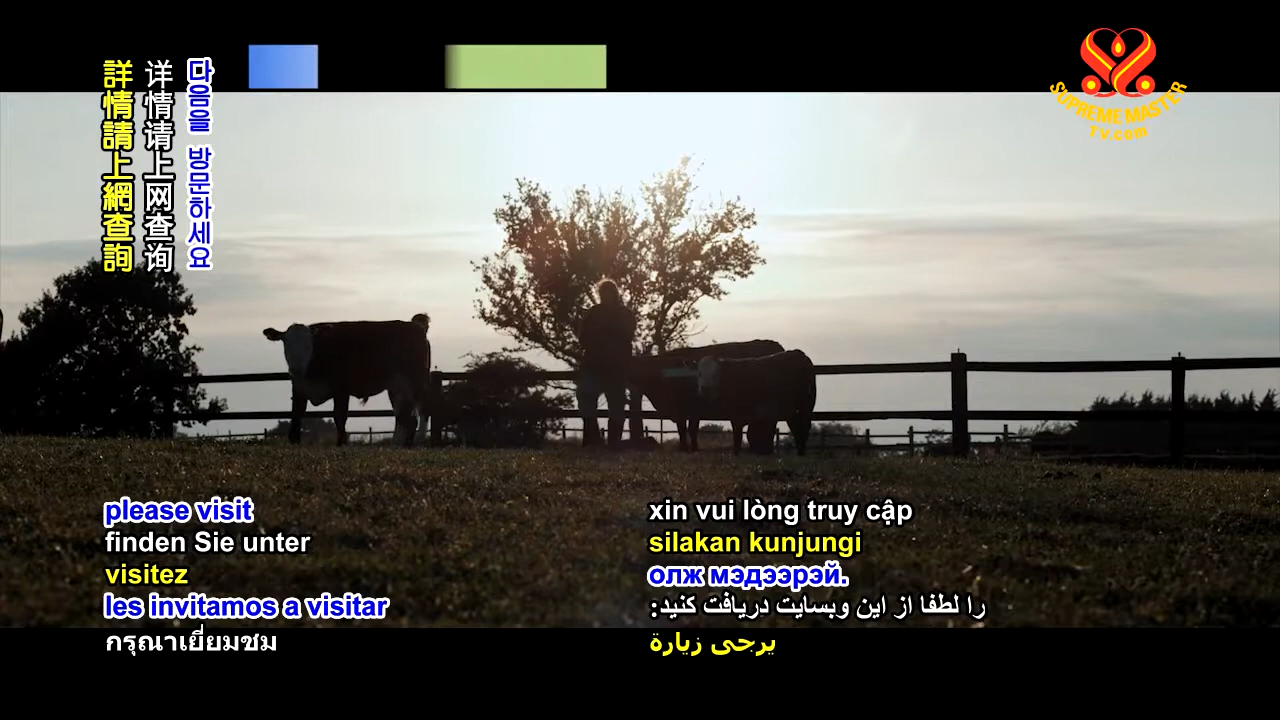 詳情請上網查詢
详情请上网查询
다음을 방문하세요
SUPREME MASTER
TV.com
please visit
finden Sie unter
visitez
les invitamos a visitar
กรุณาเยี่ยมชม
xin vui lòng truy cập
silakan kunjungi
олж мэдээрэй.
را لطفا از این وبسایت دریافت کنید:
يرجى زيارة